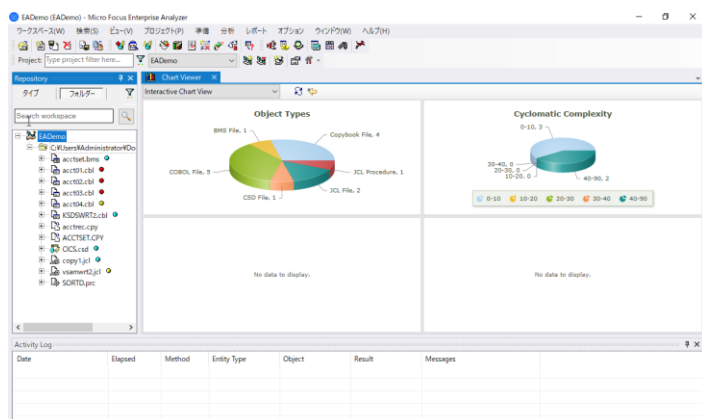 EADemo (EADemo) - Micro Focus Enterprise Analyzer
ワークスペース(W) 検索(S) ビュー(V) プロジェクト(P) 準備 分析 レポート オプション ウィンドウ(W) ヘルプ(H)
Project: Type project filter here... EADemo
Repository
Chart Viewer
タイプ フォルダー
Interactive Chart View
Search workspace
EADemo
C:¥Users¥Administrator¥Do
acctset.bms
acct01.cbl
acct02.cbl
acct03.cbl
acct04.cbl
KSDSWRT2.cbl
acctrec.cpy
ACCTSET.CPY
CICS.csd
copy1.jcl
vsamwrt2.jcl
SORTD.prc
Object Types
BMS File, 1
Copybook File, 4
COBOL File, 5
JCL Procedure, 1
JCL File, 2
CSD File, 1
Cyclomatic Complexity
0-10, 3
30-40, 0
20-30, 0
10-20, 0
40-90, 2
0-10 10-20 20-30 30-40 40-90
No data to display.
No data to display.
Activity Log
Date Elapsed Method Entity Type Object Result Messages